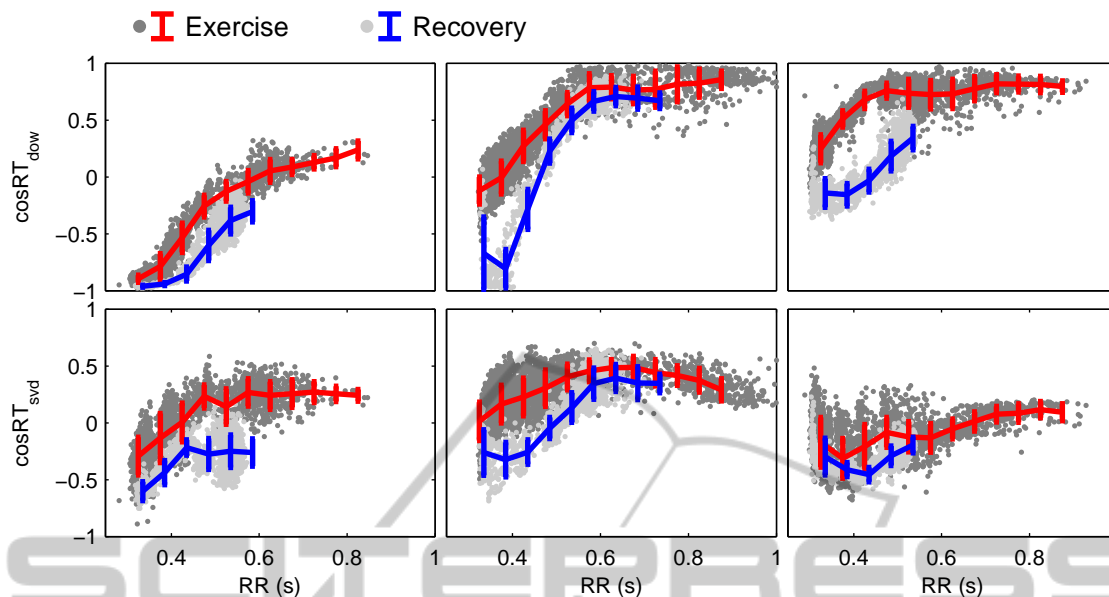 Exercise Recovery
cosRT_dow
1
0.5
0
−0.5
−1
cosRT_svd
1
0.5
0
−0.5
−1
0.4 0.6 0.8 1 0.4 0.6 0.8 1 0.4 0.6 0.8
RR (s) RR (s) RR (s)
SCITEPRESS